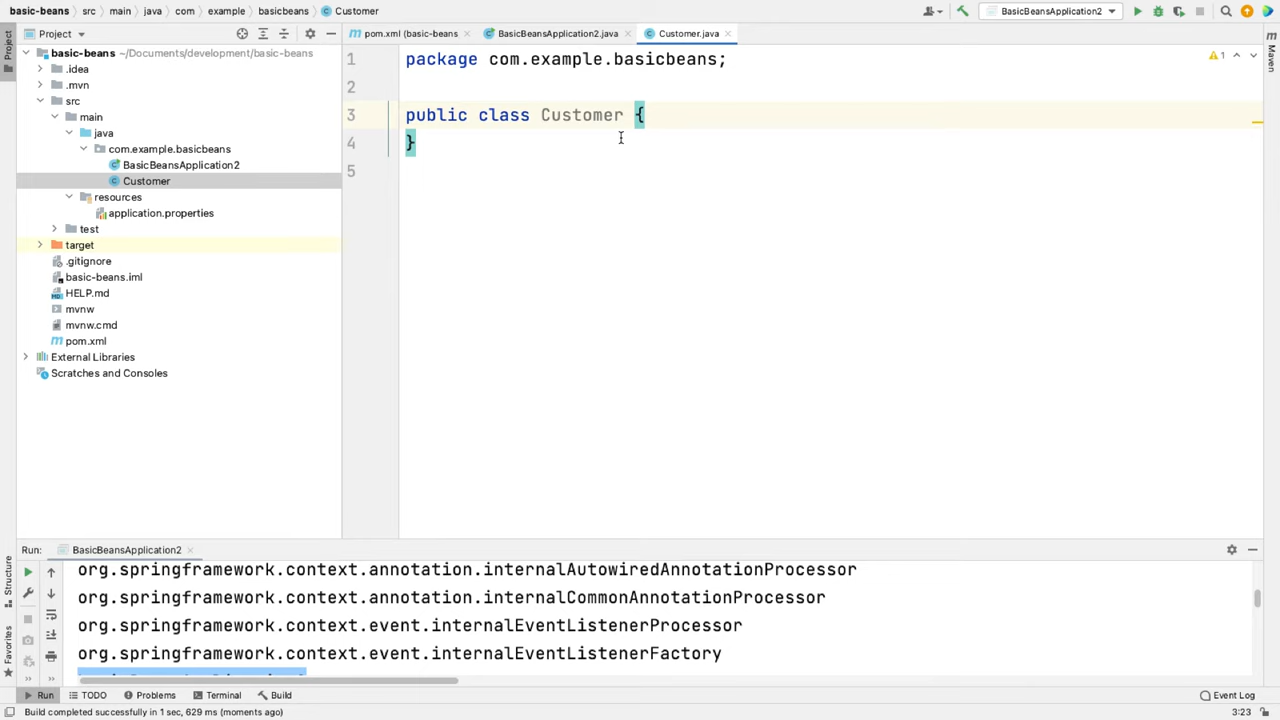 basic-beans src main java com example basicbeans Customer
BasicBeansApplication2
Project
pom.xml (basic-beans
BasicBeansApplication2.java
Customer.java
Project
basic-beans ~/Documents/development/basic-beans
.idea
.mvn
src
main
java
com.example.basicbeans
BasicBeansApplication2
Customer
resources
application.properties
test
target
.gitignore
basic-beans.iml
HELP.md
mvnw
mvnw.cmd
pom.xml
External Libraries
Scratches and Consoles
1 package com.example.basicbeans;
2
3 public class Customer {
4 }
5
1
Maven
Structure
Favorites
Run: BasicBeansApplication2
org.springframework.context.annotation.internalAutowiredAnnotationProcessor
org.springframework.context.annotation.internalCommonAnnotationProcessor
org.springframework.context.event.internalEventListenerProcessor
org.springframework.context.event.internalEventListenerFactory
Run TODO Problems Terminal Build Event Log
Build completed successfully in 1 sec, 629 ms (moments ago) 3:23